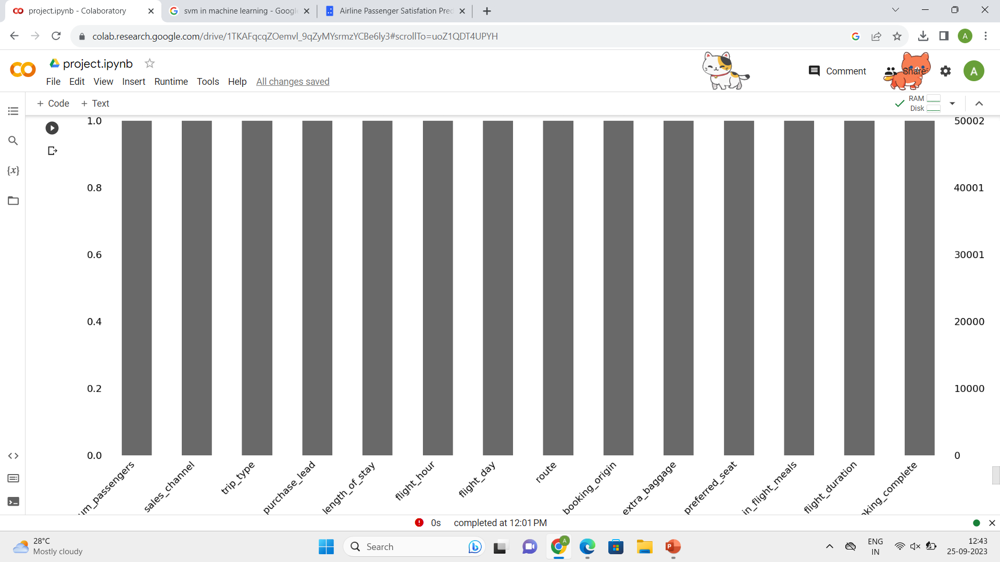 project.ipynb - Colaboratory
svm in machine learning - Googl
Airline Passenger Satisfation Pred
colab.research.google.com/drive/1TKAFqcqZOemvl_9qZyMYsrmzYCBe6ly3#scrollTo=uoZ1QDT4UPYH
A
project.ipynb
File Edit View Insert Runtime Tools Help All changes saved
Comment
Share
A
+ Code + Text
RAM
Disk
{x}
1.0
0.8
0.6
0.4
0.2
0.0
50002
40001
30001
20000
10000
0
um_passengers
sales_channel
trip_type
purchase_lead
length_of_stay
flight_hour
flight_day
route
booking_origin
extra_baggage
preferred_seat
in_flight_meals
flight_duration
oking_complete
0s completed at 12:01 PM
28°C
Mostly cloudy
Search
ENG
IN
12:43
25-09-2023